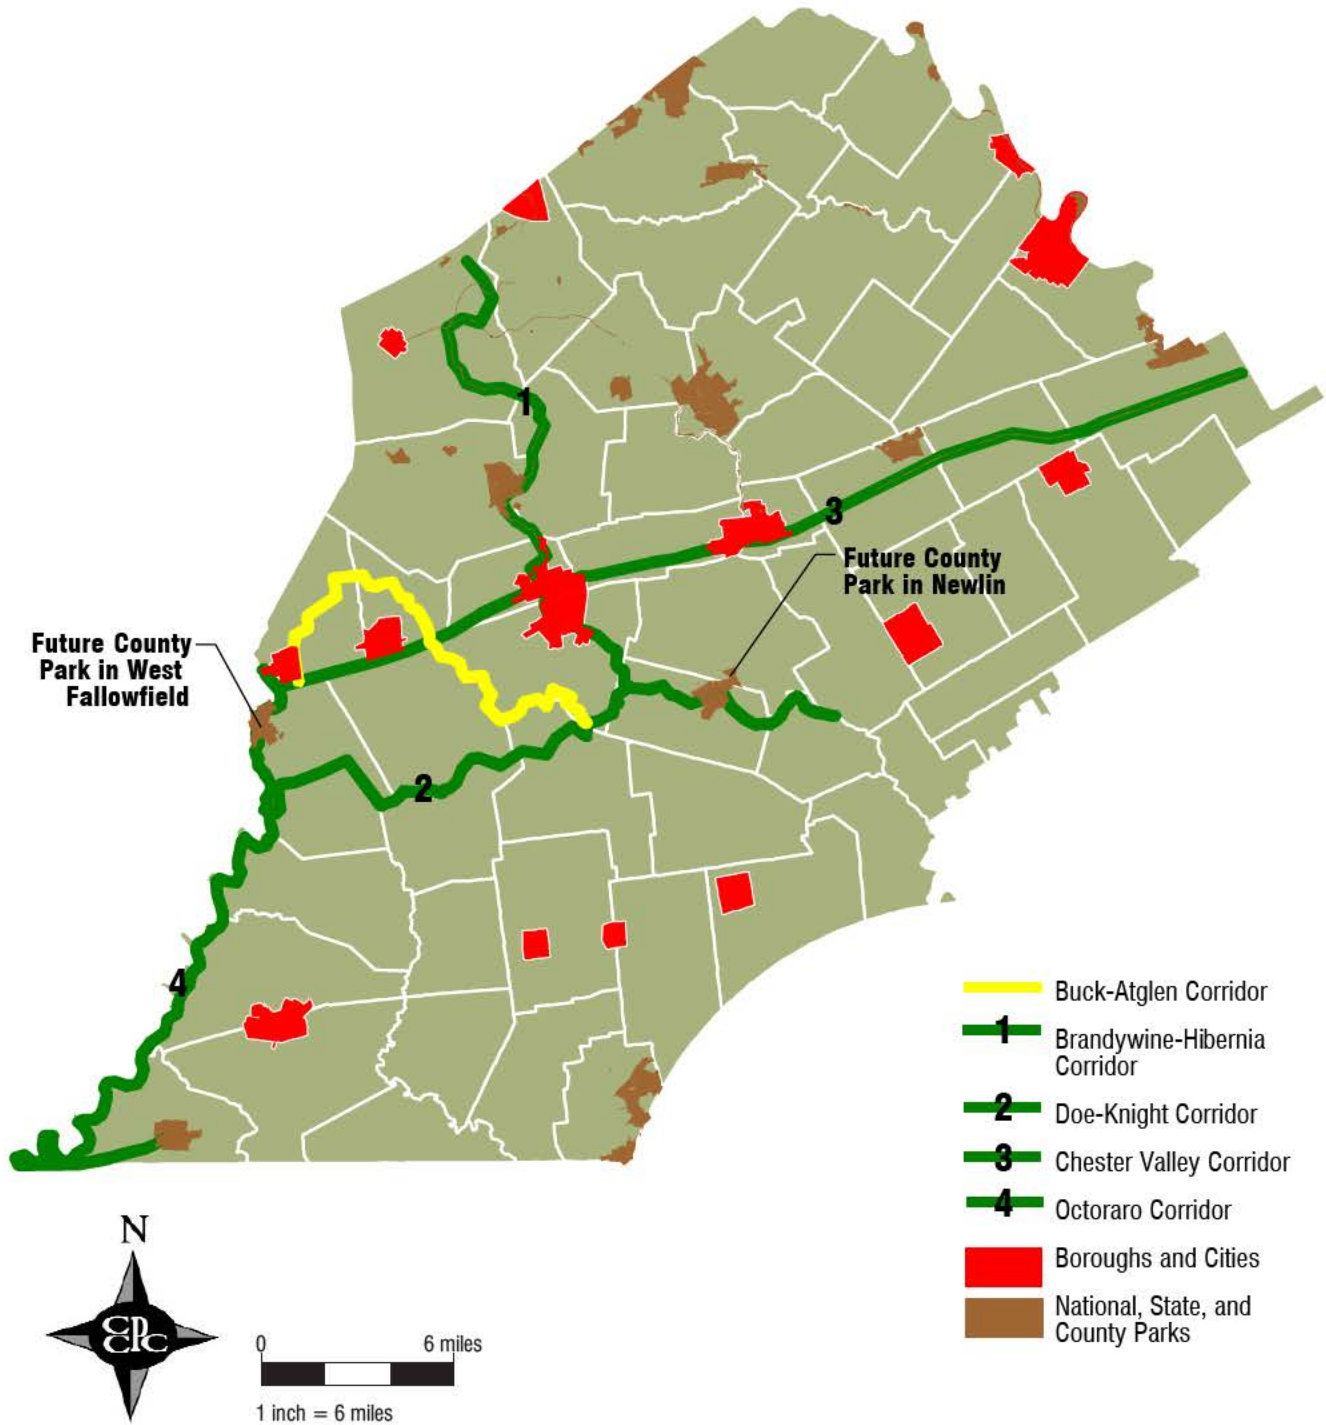 1
3
Future County
Park in Newlin
Future County
Park in West
Fallowfield
2
4
Buck-Atglen Corridor
1 Brandywine-Hibernia
Corridor
2 Doe-Knight Corridor
3 Chester Valley Corridor
4 Octoraro Corridor
Boroughs and Cities
National, State, and
County Parks
N
CPC
CPC
0 6 miles
1 inch = 6 miles